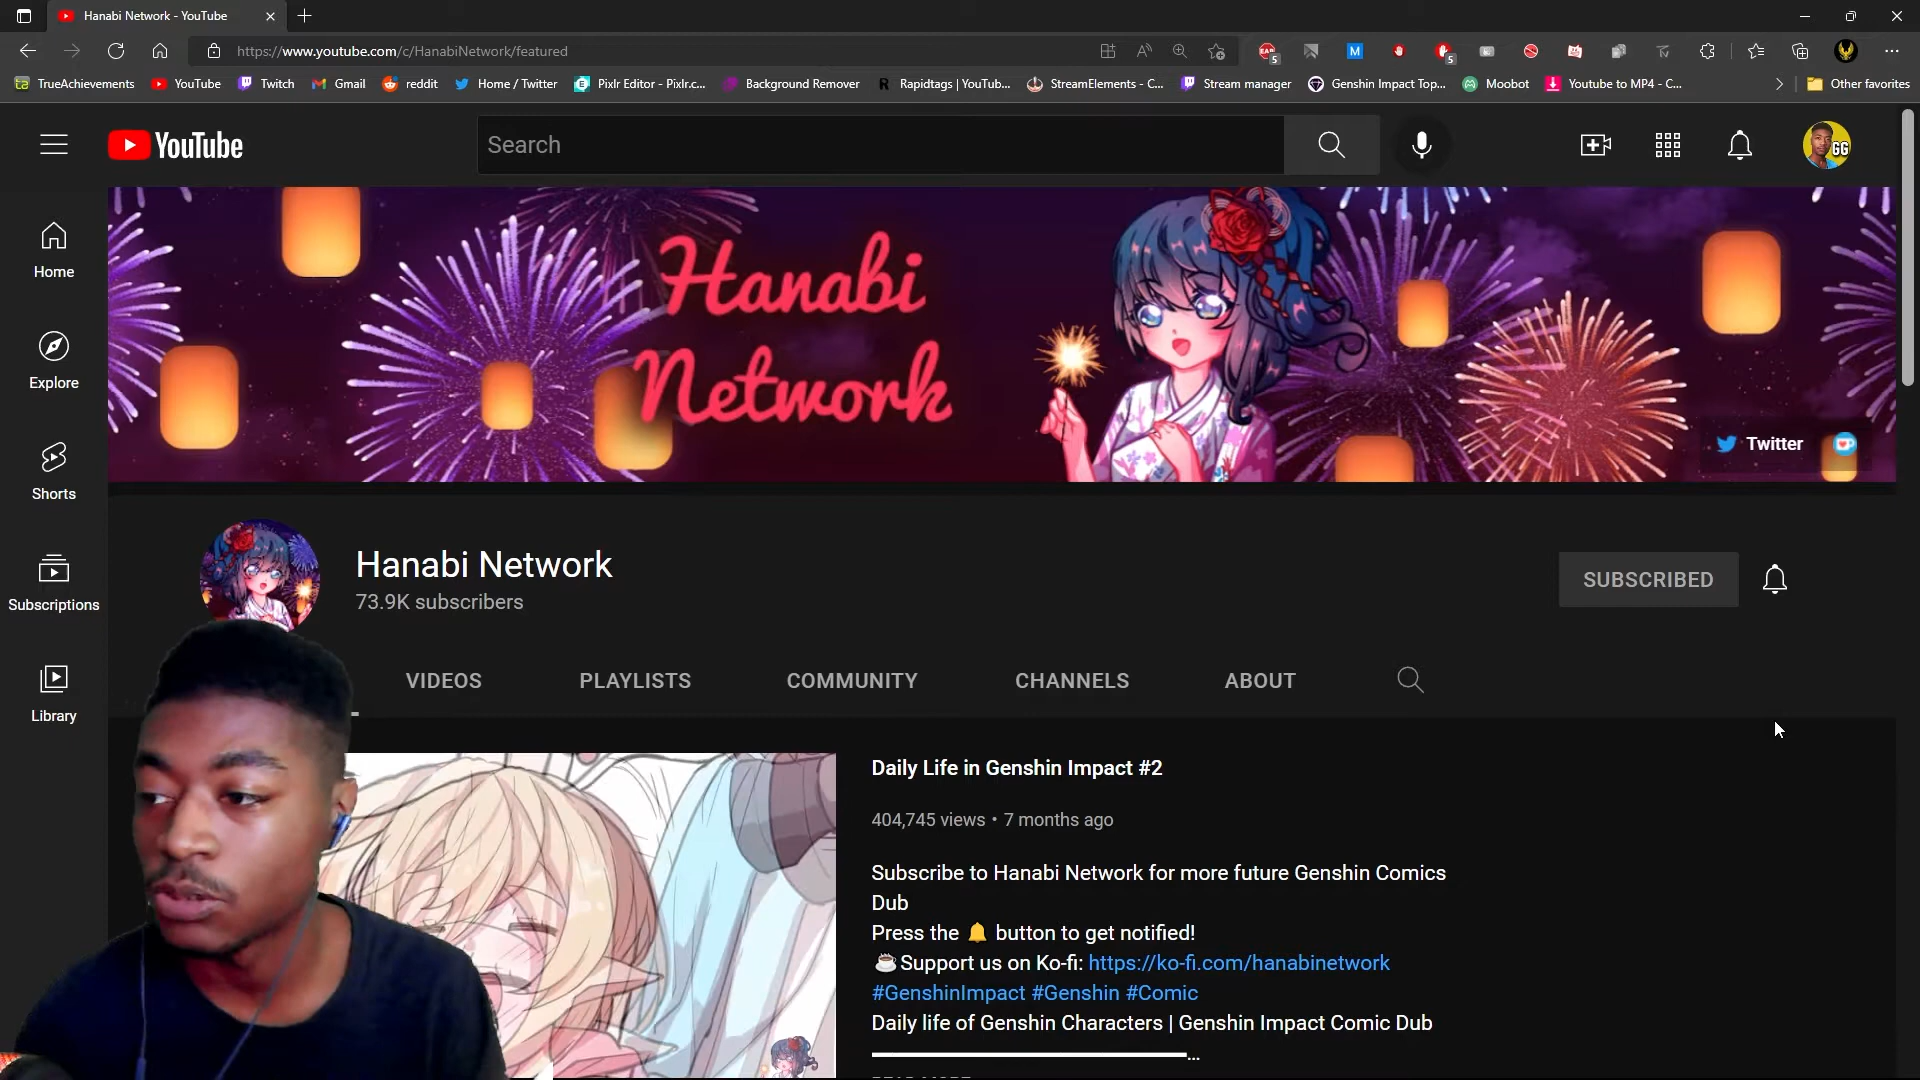 Hanabi Network - YouTube
https://www.youtube.com/c/HanabiNetwork/featured
TrueAchievements
YouTube
Twitch
Gmail
reddit
Home / Twitter
Pixlr Editor - Pixlr.c...
Background Remover
Rapidtags | YouTub...
StreamElements - C...
Stream manager
Genshin Impact Top...
Moobot
Youtube to MP4 - C...
Other favorites
YouTube
Search
GG
Home
Explore
Shorts
Subscriptions
Library
Hanabi
Network
Twitter
Hanabi Network
73.9K subscribers
SUBSCRIBED
VIDEOS
PLAYLISTS
COMMUNITY
CHANNELS
ABOUT
Daily Life in Genshin Impact #2
404,745 views • 7 months ago
Subscribe to Hanabi Network for more future Genshin Comics
Dub
Press the 🔔 button to get notified!
☕Support us on Ko-fi: https://ko-fi.com/hanabinetwork
#GenshinImpact #Genshin #Comic
Daily life of Genshin Characters | Genshin Impact Comic Dub